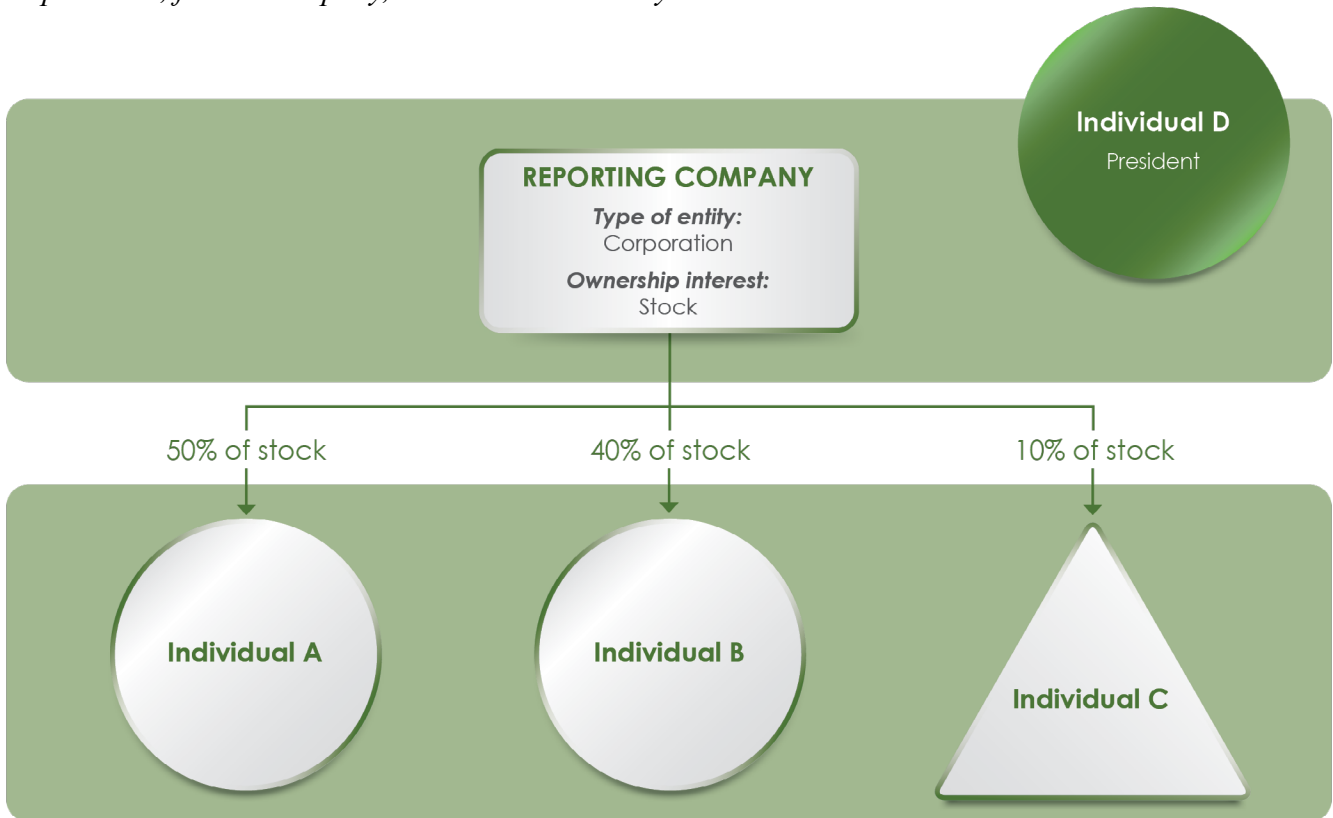 Individual D
President
REPORTING COMPANY
Type of entity:
Corporation
Ownership interest:
Stock
50% of stock
40% of stock
10% of stock
Individual A
Individual B
Individual C